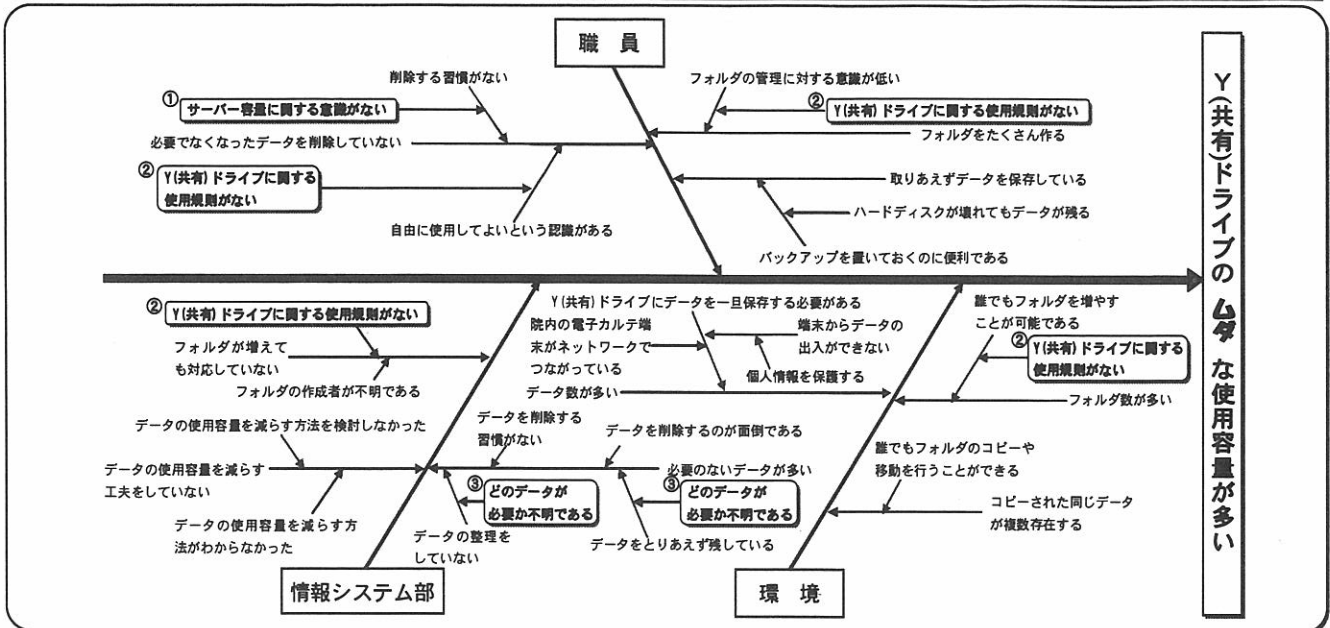 職 員
削除する習慣がない
① サーバー容量に関する意識がない
必要でなくなったデータを削除していない
② Y(共有)ドライブに関する
使用規則がない
自由に使用してよいという認識がある
フォルダの管理に対する意識が低い
② Y(共有)ドライブに関する使用規則がない
フォルダをたくさん作る
取りあえずデータを保存している
ハードディスクが壊れてもデータが残る
バックアップを置いておくのに便利である
② Y(共有)ドライブに関する使用規則がない
フォルダが増えて
も対応していない
フォルダの作成者が不明である
データの使用容量を減らす方法を検討しなかった
データの使用容量を減らす
工夫をしていない
データの使用容量を減らす方
法がわからなかった
データを削除する
習慣がない
データを削除するのが面倒である
必要のないデータが多い
③ どのデータが
必要か不明である
③ どのデータが
必要か不明である
データの整理を
していない
データをとりあえず残している
情報システム部
Y(共有)ドライブにデータを一旦保存する必要がある
院内の電子カルテ端
末がネットワークで
つながっている
端末からデータの
出入ができない
個人情報を保護する
データ数が多い
誰でもフォルダを増やす
ことが可能である
② Y(共有)ドライブに関する
使用規則がない
フォルダ数が多い
誰でもフォルダのコピーや
移動を行うことができる
コピーされた同じデータ
が複数存在する
環 境
Y(共有)ドライブのムダな使用容量が多い